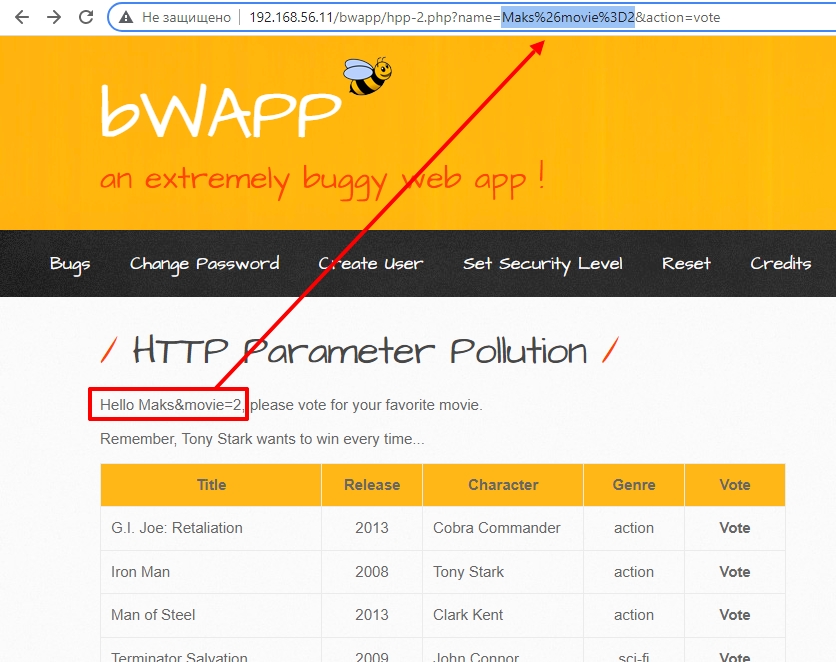 Не защищено 192.168.56.11/bwapp/hpp-2.php?name=Maks%26movie%3D2&action=vote
bWAPP
an extremely buggy web app !
Bugs Change Password Create User Set Security Level Reset Credits
/ HTTP Parameter Pollution /
Hello Maks&movie=2, please vote for your favorite movie.
Remember, Tony Stark wants to win every time...
Title Release Character Genre Vote
G.I. Joe: Retaliation 2013 Cobra Commander action Vote
Iron Man 2008 Tony Stark action Vote
Man of Steel 2013 Clark Kent action Vote
Terminator Salvation 2009 John Connor sci-fi Vote